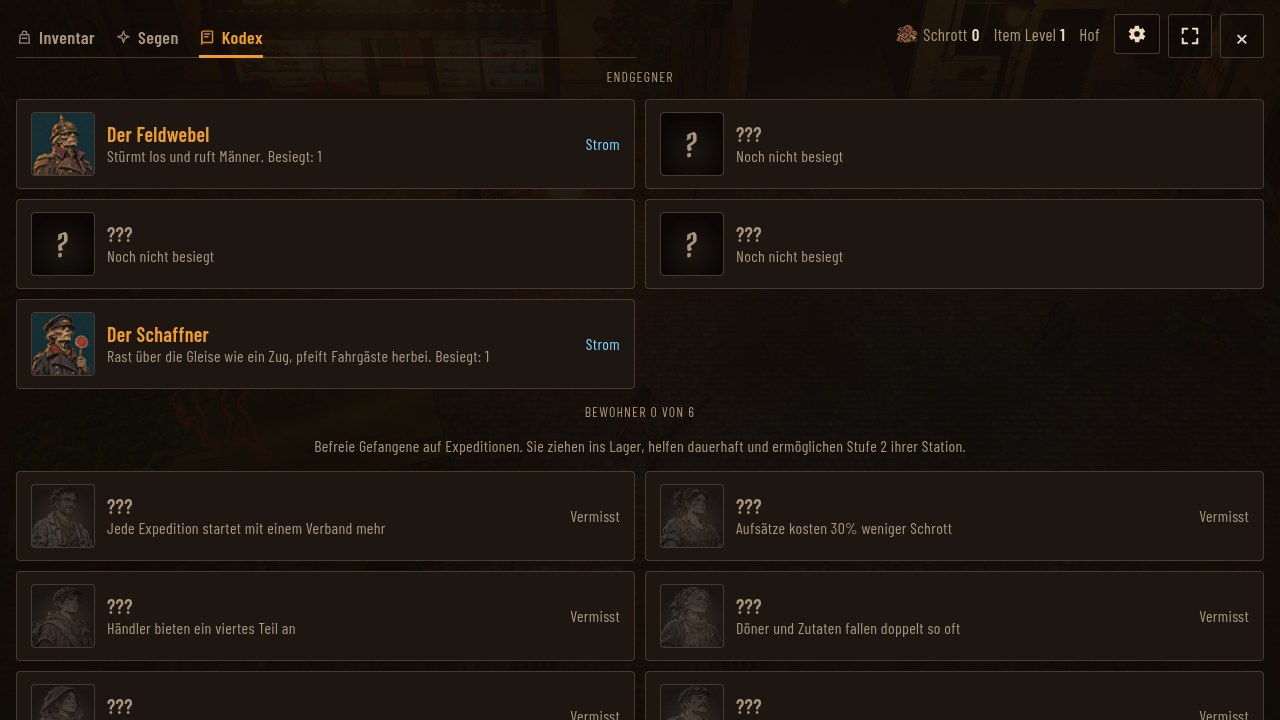 Inventar
Segen
Kodex
Schrott 0
Item Level 1
Hof
ENDGEGNER
Der Feldwebel
Stürmt los und ruft Männer. Besiegt: 1
Strom
?
???
Noch nicht besiegt
?
???
Noch nicht besiegt
?
???
Noch nicht besiegt
Der Schaffner
Rast über die Gleise wie ein Zug, pfeift Fahrgäste herbei. Besiegt: 1
Strom
BEWOHNER 0 VON 6
Befreie Gefangene auf Expeditionen. Sie ziehen ins Lager, helfen dauerhaft und ermöglichen Stufe 2 ihrer Station.
???
Jede Expedition startet mit einem Verband mehr
Vermisst
???
Aufsätze kosten 30% weniger Schrott
Vermisst
???
Händler bieten ein viertes Teil an
Vermisst
???
Döner und Zutaten fallen doppelt so oft
Vermisst
???
Vermisst
???
Vermisst